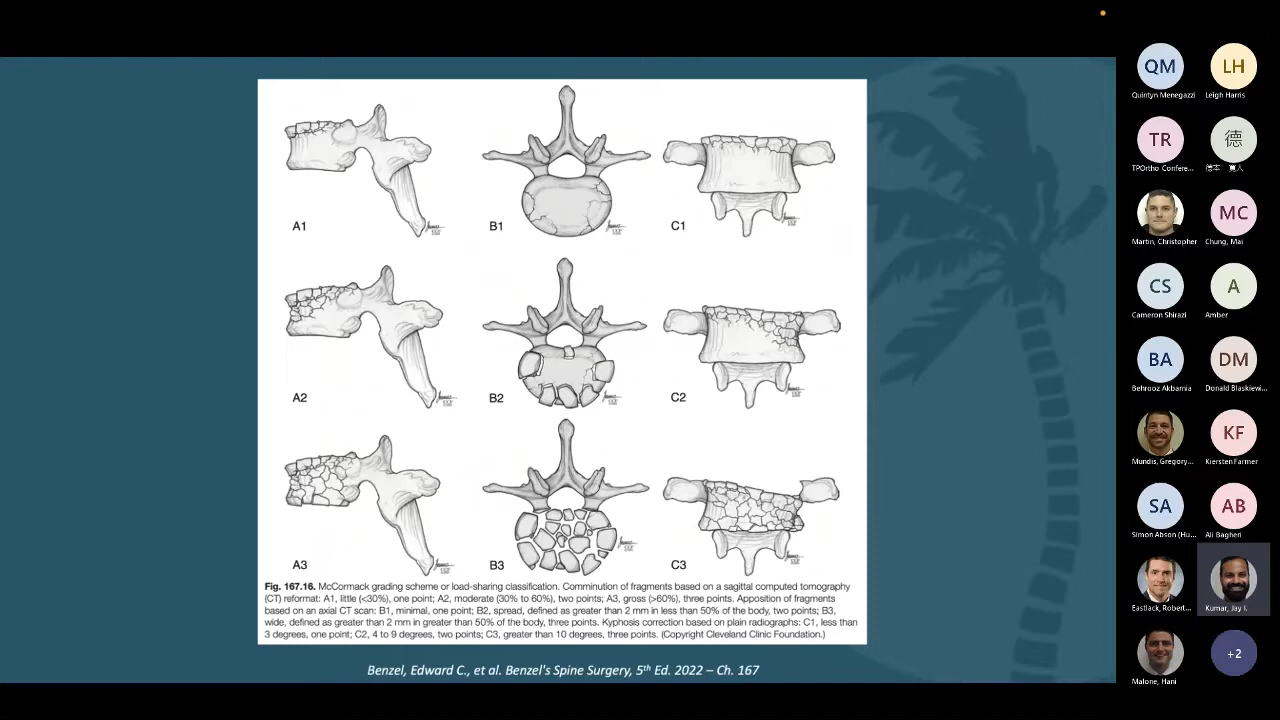 A1
B1
C1
A2
B2
C2
A3
B3
C3
Fig. 167.16. McCormack grading scheme or load-sharing classification. Comminution of fragments based on a sagittal computed tomography
(CT) reformat: A1, little (<30%), one point; A2, moderate (30% to 60%), two points; A3, gross (>60%), three points. Apposition of fragments
based on an axial CT scan: B1, minimal, one point; B2, spread, defined as greater than 2 mm in less than 50% of the body, two points; B3,
wide, defined as greater than 2 mm in greater than 50% of the body, three points. Kyphosis correction based on plain radiographs: C1, less than
3 degrees, one point; C2, 4 to 9 degrees, two points; C3, greater than 10 degrees, three points. (Copyright Cleveland Clinic Foundation.)
Benzel, Edward C., et al. Benzel's Spine Surgery, 5th Ed. 2022 – Ch. 167
QM
LH
Quintyn Menegazzi
Leigh Harris
TR
德
TPOrtho Confere...
德本
MC
Martin, Christopher
Chung, Mai
CS
A
Cameron Shirazi
Amber
BA
DM
Behrooz Akbarnia
Donald Blaskiewi...
KF
Mundis, Gregory...
Kiersten Farmer
SA
AB
Simon Abson (Hu...
Ali Bagheri
Eastlack, Robert...
Kumar, Jay I.
+2
Malone, Hani